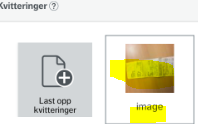 Kvitteringer ?
Last opp
kvitteringer
image